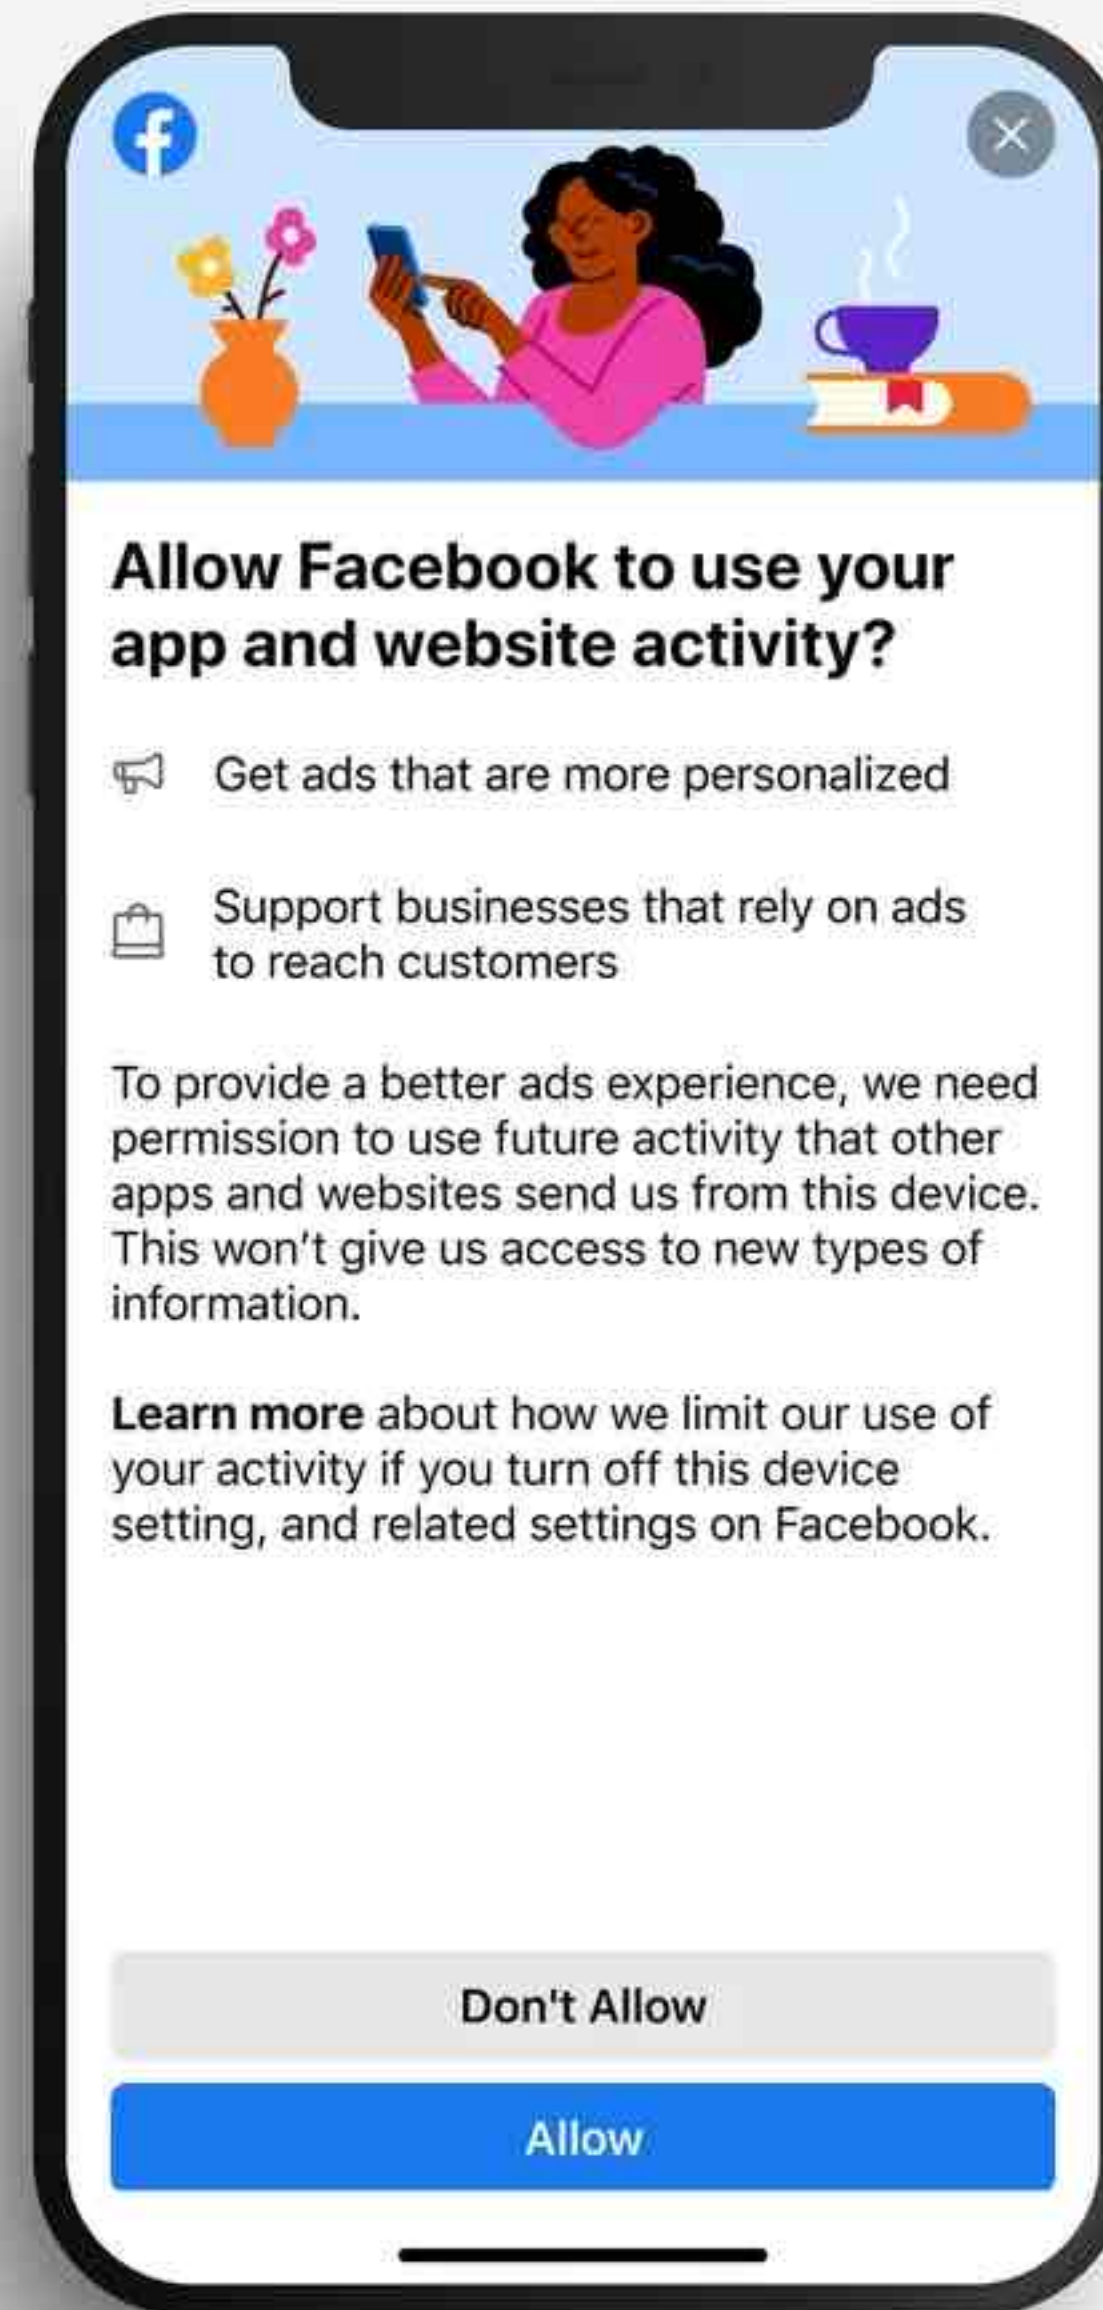 Allow Facebook to use your
app and website activity?
Get ads that are more personalized
Support businesses that rely on ads
to reach customers
To provide a better ads experience, we need
permission to use future activity that other
apps and websites send us from this device.
This won't give us access to new types of
information.
Learn more about how we limit our use of
your activity if you turn off this device
setting, and related settings on Facebook.
Don't Allow
Allow